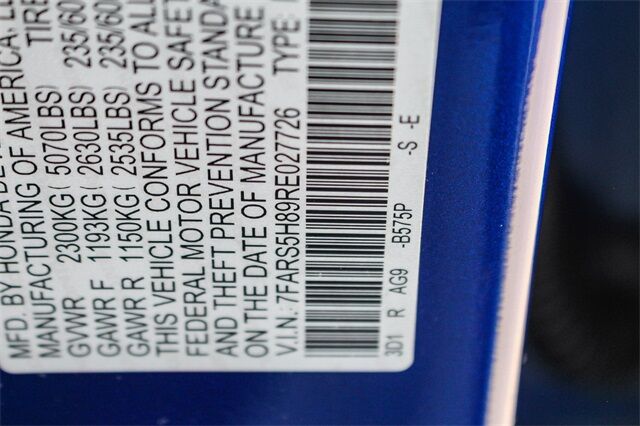 MFD. BY HONDA DE
MANUFACTURING OF AMERICA, LL
GVWR 2300KG( 5070LBS) TIRE
GAWR F 1193KG( 2630LBS) 235/60
GAWR R 1150KG( 2535LBS) 235/60
THIS VEHICLE CONFORMS TO ALL
FEDERAL MOTOR VEHICLE SAFET
AND THEFT PREVENTION STANDA
ON THE DATE OF MANUFACTURE
V.I.N.: 7FARS5H89RE027726 TYPE:
3D1 R AG9 -B575P -S -E